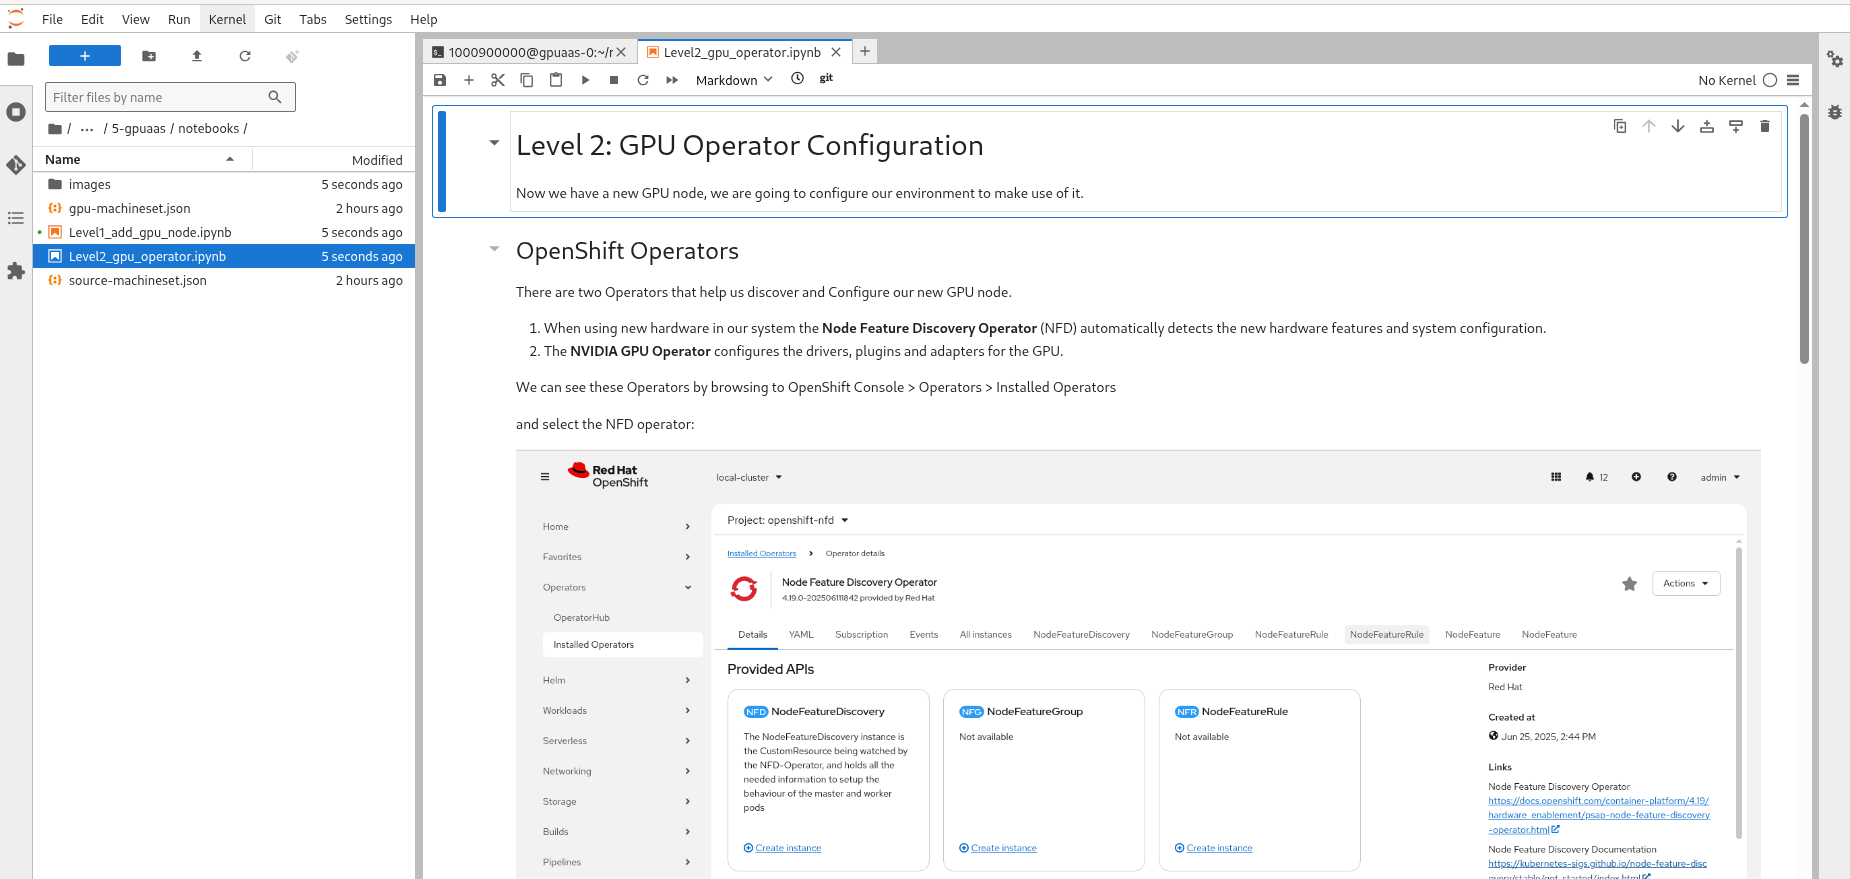 File Edit View Run Kernel Git Tabs Settings Help
+
Filter files by name
/ ··· / 5-gpuaas / notebooks /
Name Modified
images 5 seconds ago
gpu-machineset.json 2 hours ago
Level1_add_gpu_node.ipynb 5 seconds ago
Level2_gpu_operator.ipynb 5 seconds ago
source-machineset.json 2 hours ago
1000900000@gpuaas-0:~/r
Level2_gpu_operator.ipynb
Markdown
git
No Kernel
Level 2: GPU Operator Configuration
Now we have a new GPU node, we are going to configure our environment to make use of it.
OpenShift Operators
There are two Operators that help us discover and Configure our new GPU node.
1. When using new hardware in our system the Node Feature Discovery Operator (NFD) automatically detects the new hardware features and system configuration.
2. The NVIDIA GPU Operator configures the drivers, plugins and adapters for the GPU.
We can see these Operators by browsing to OpenShift Console > Operators > Installed Operators
and select the NFD operator:
Red Hat
OpenShift
local-cluster
12
admin
Home
Favorites
Operators
OperatorHub
Installed Operators
Helm
Workloads
Serverless
Networking
Storage
Builds
Pipelines
Project: openshift-nfd
Installed Operators > Operator details
Node Feature Discovery Operator
4.19.0-202506111842 provided by Red Hat
Actions
Details YAML Subscription Events All instances NodeFeatureDiscovery NodeFeatureGroup NodeFeatureRule NodeFeatureRule NodeFeature NodeFeature
Provided APIs
NFD NodeFeatureDiscovery
The NodeFeatureDiscovery instance is
the CustomResource being watched by
the NFD-Operator, and holds all the
needed information to setup the
behaviour of the master and worker
pods
Create instance
NFG NodeFeatureGroup
Not available
Create instance
NFR NodeFeatureRule
Not available
Create instance
Provider
Red Hat
Created at
Jun 25, 2025, 2:44 PM
Links
Node Feature Discovery Operator
https://docs.openshift.com/container-platform/4.19/
hardware_enablement/psap-node-feature-discovery
-operator.html
Node Feature Discovery Documentation
https://kubernetes-sigs.github.io/node-feature-disc
overy/stable/get-started/index.html